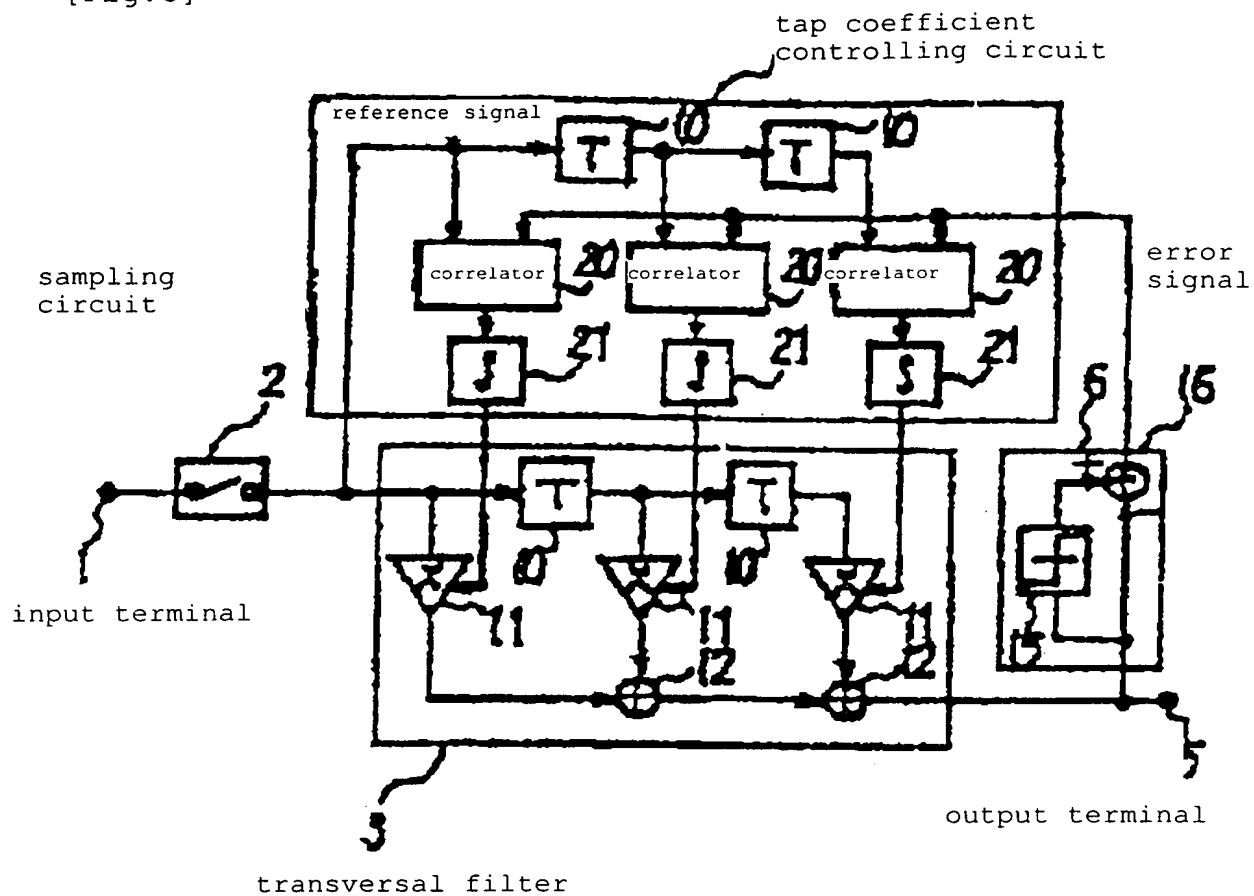 tap coefficient
controlling circuit
reference signal
10 10
T T
sampling
circuit
correlator 20 correlator 20 correlator 20
error
signal
21 21 21
2
16
T T
10 10
input terminal
11 11 11
12 12
5
3
output terminal
transversal filter